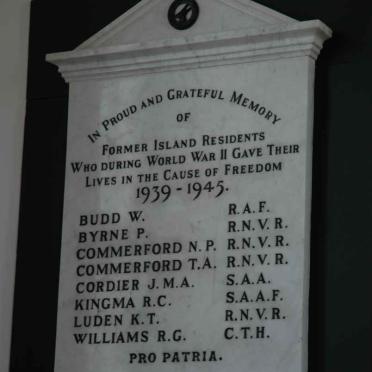 IN PROUD AND GRATEFUL MEMORY
OF
FORMER ISLAND RESIDENTS
WHO DURING WORLD WAR II GAVE THEIR
LIVES IN THE CAUSE OF FREEDOM
1939-1945.
BUDD W. R.A.F.
BYRNE P. R.N.V.R.
COMMERFORD N.P. R.N.V.R.
COMMERFORD T.A. R.N.V.R.
CORDIER J.M.A. S.A.A.
KINGMA R.C. S.A.A.F.
LUDEN K.T. R.N.V.R.
WILLIAMS R.G. C.T.H.
PRO PATRIA.